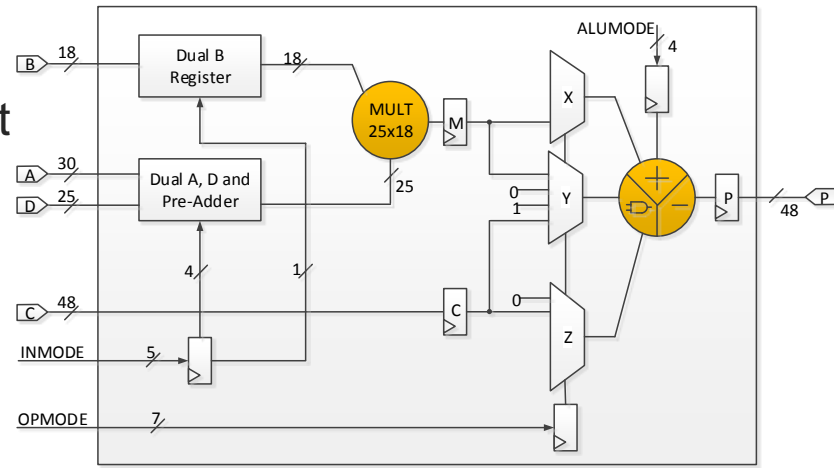 ALUMODE
4
B
18
Dual B
Register
18
X
t
MULT
25x18
M
A
30
Dual A, D and
Pre-Adder
25
D
25
0
1
Y
P
48
P
4
1
C
48
C
0
Z
INMODE
5
OPMODE
7